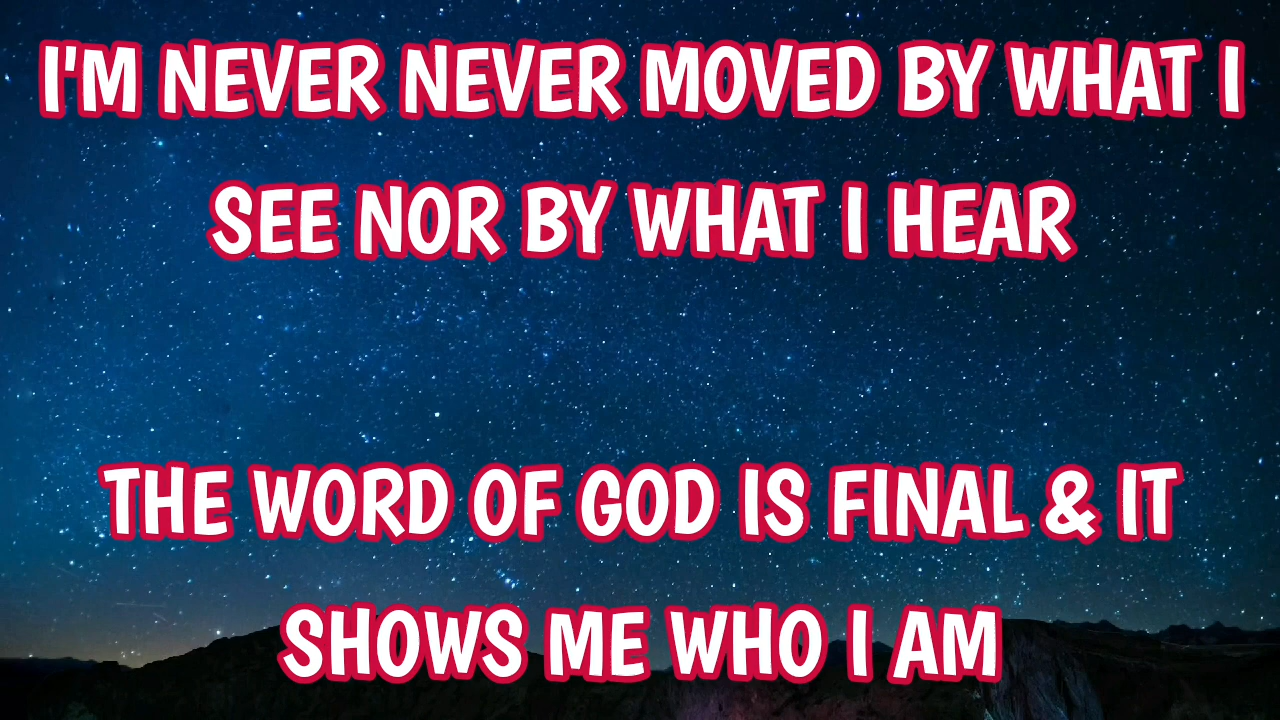 I'M NEVER NEVER MOVED BY WHAT I
SEE NOR BY WHAT I HEAR
THE WORD OF GOD IS FINAL & IT
SHOWS ME WHO I AM